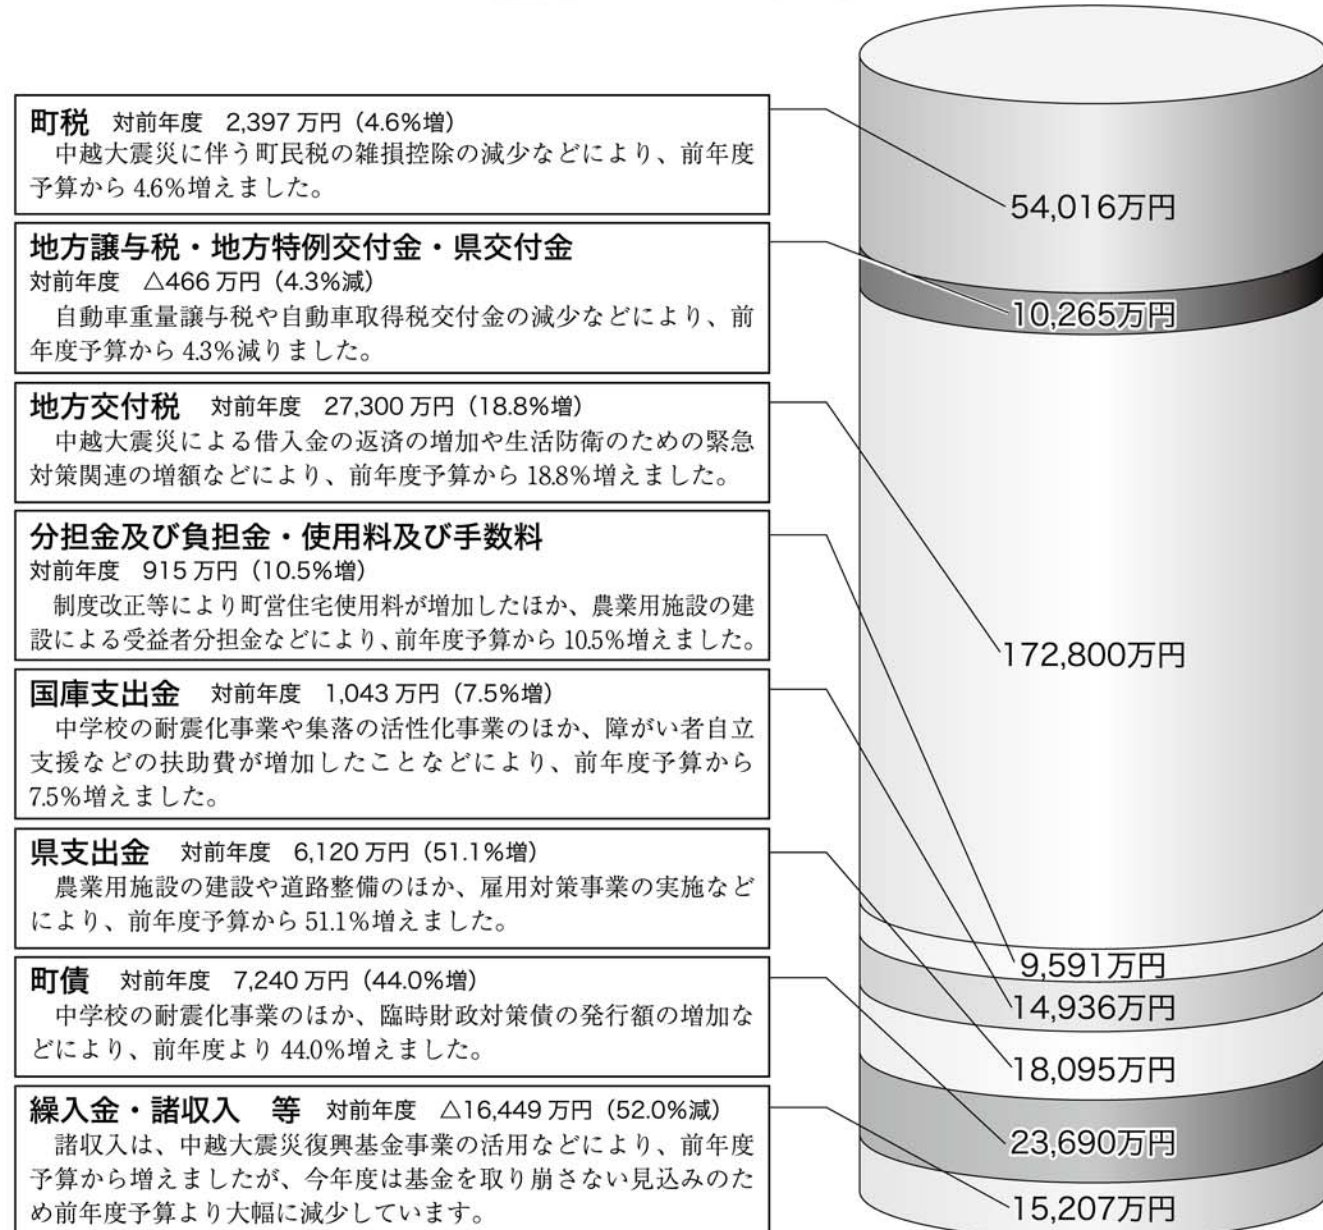 町税　対前年度　2,397 万円（4.6%増）
　中越大震災に伴う町民税の雑損控除の減少などにより、前年度
予算から 4.6%増えました。
地方譲与税・地方特例交付金・県交付金
対前年度　△466 万円（4.3%減）
　自動車重量譲与税や自動車取得税交付金の減少などにより、前
年度予算から 4.3%減りました。
地方交付税　対前年度　27,300 万円（18.8%増）
　中越大震災による借入金の返済の増加や生活防衛のための緊急
対策関連の増額などにより、前年度予算から 18.8%増えました。
分担金及び負担金・使用料及び手数料
対前年度　915 万円（10.5%増）
　制度改正等により町営住宅使用料が増加したほか、農業用施設の建
設による受益者分担金などにより、前年度予算から 10.5%増えました。
国庫支出金　対前年度　1,043 万円（7.5%増）
　中学校の耐震化事業や集落の活性化事業のほか、障がい者自立
支援などの扶助費が増加したことなどにより、前年度予算から
7.5%増えました。
県支出金　対前年度　6,120 万円（51.1%増）
　農業用施設の建設や道路整備のほか、雇用対策事業の実施など
により、前年度予算から 51.1%増えました。
町債　対前年度　7,240 万円（44.0%増）
　中学校の耐震化事業のほか、臨時財政対策債の発行額の増加な
どにより、前年度より 44.0%増えました。
繰入金・諸収入　等　対前年度　△16,449 万円（52.0%減）
　諸収入は、中越大震災復興基金事業の活用などにより、前年度
予算から増えましたが、今年度は基金を取り崩さない見込みのた
め前年度予算より大幅に減少しています。
54,016万円
10,265万円
172,800万円
9,591万円
14,936万円
18,095万円
23,690万円
15,207万円